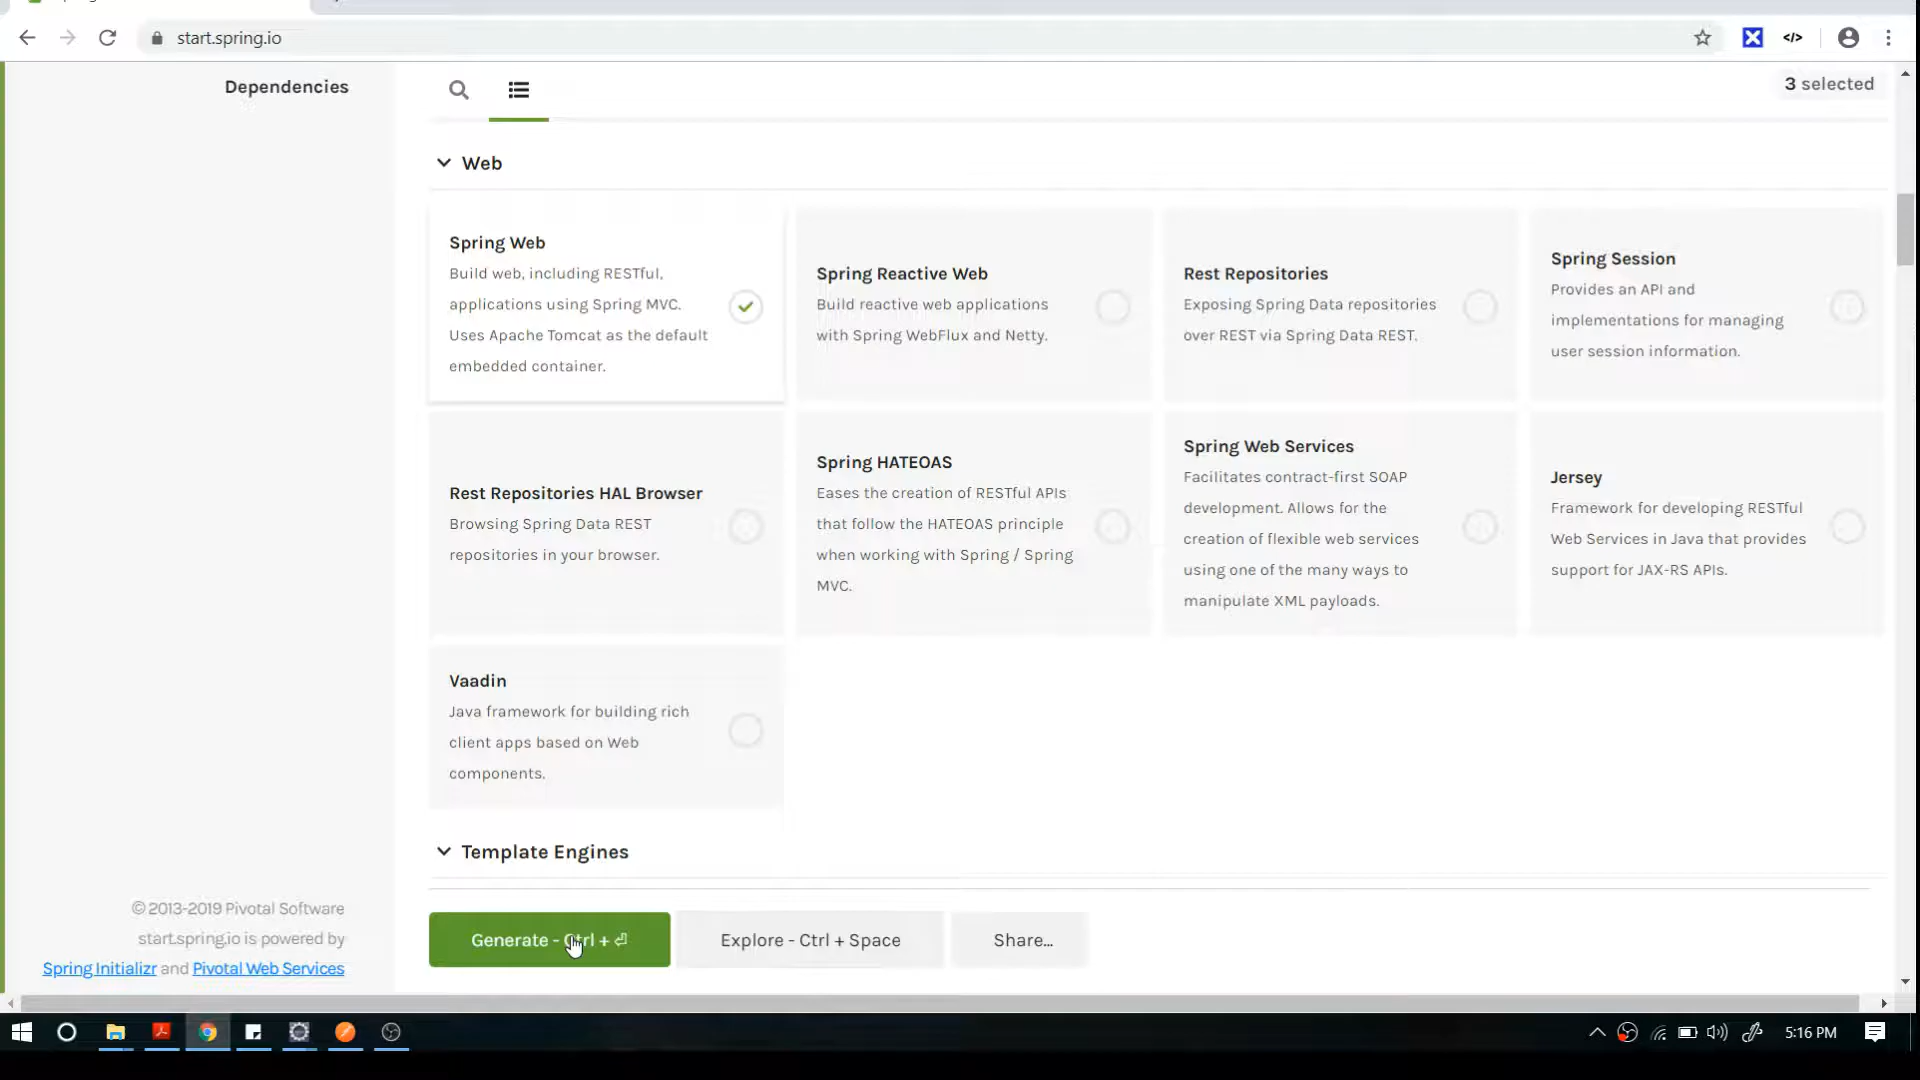 start.spring.io
</>
Dependencies
3 selected
Web
Spring Web
Build web, including RESTful,
applications using Spring MVC.
Uses Apache Tomcat as the default
embedded container.
Spring Reactive Web
Build reactive web applications
with Spring WebFlux and Netty.
Rest Repositories
Exposing Spring Data repositories
over REST via Spring Data REST.
Spring Session
Provides an API and
implementations for managing
user session information.
Rest Repositories HAL Browser
Browsing Spring Data REST
repositories in your browser.
Spring HATEOAS
Eases the creation of RESTful APIs
that follow the HATEOAS principle
when working with Spring / Spring
MVC.
Spring Web Services
Facilitates contract-first SOAP
development. Allows for the
creation of flexible web services
using one of the many ways to
manipulate XML payloads.
Jersey
Framework for developing RESTful
Web Services in Java that provides
support for JAX-RS APIs.
Vaadin
Java framework for building rich
client apps based on Web
components.
Template Engines
© 2013-2019 Pivotal Software
start.spring.io is powered by
Spring Initializr and Pivotal Web Services
Generate - Ctrl + ⏎
Explore - Ctrl + Space
Share...
5:16 PM